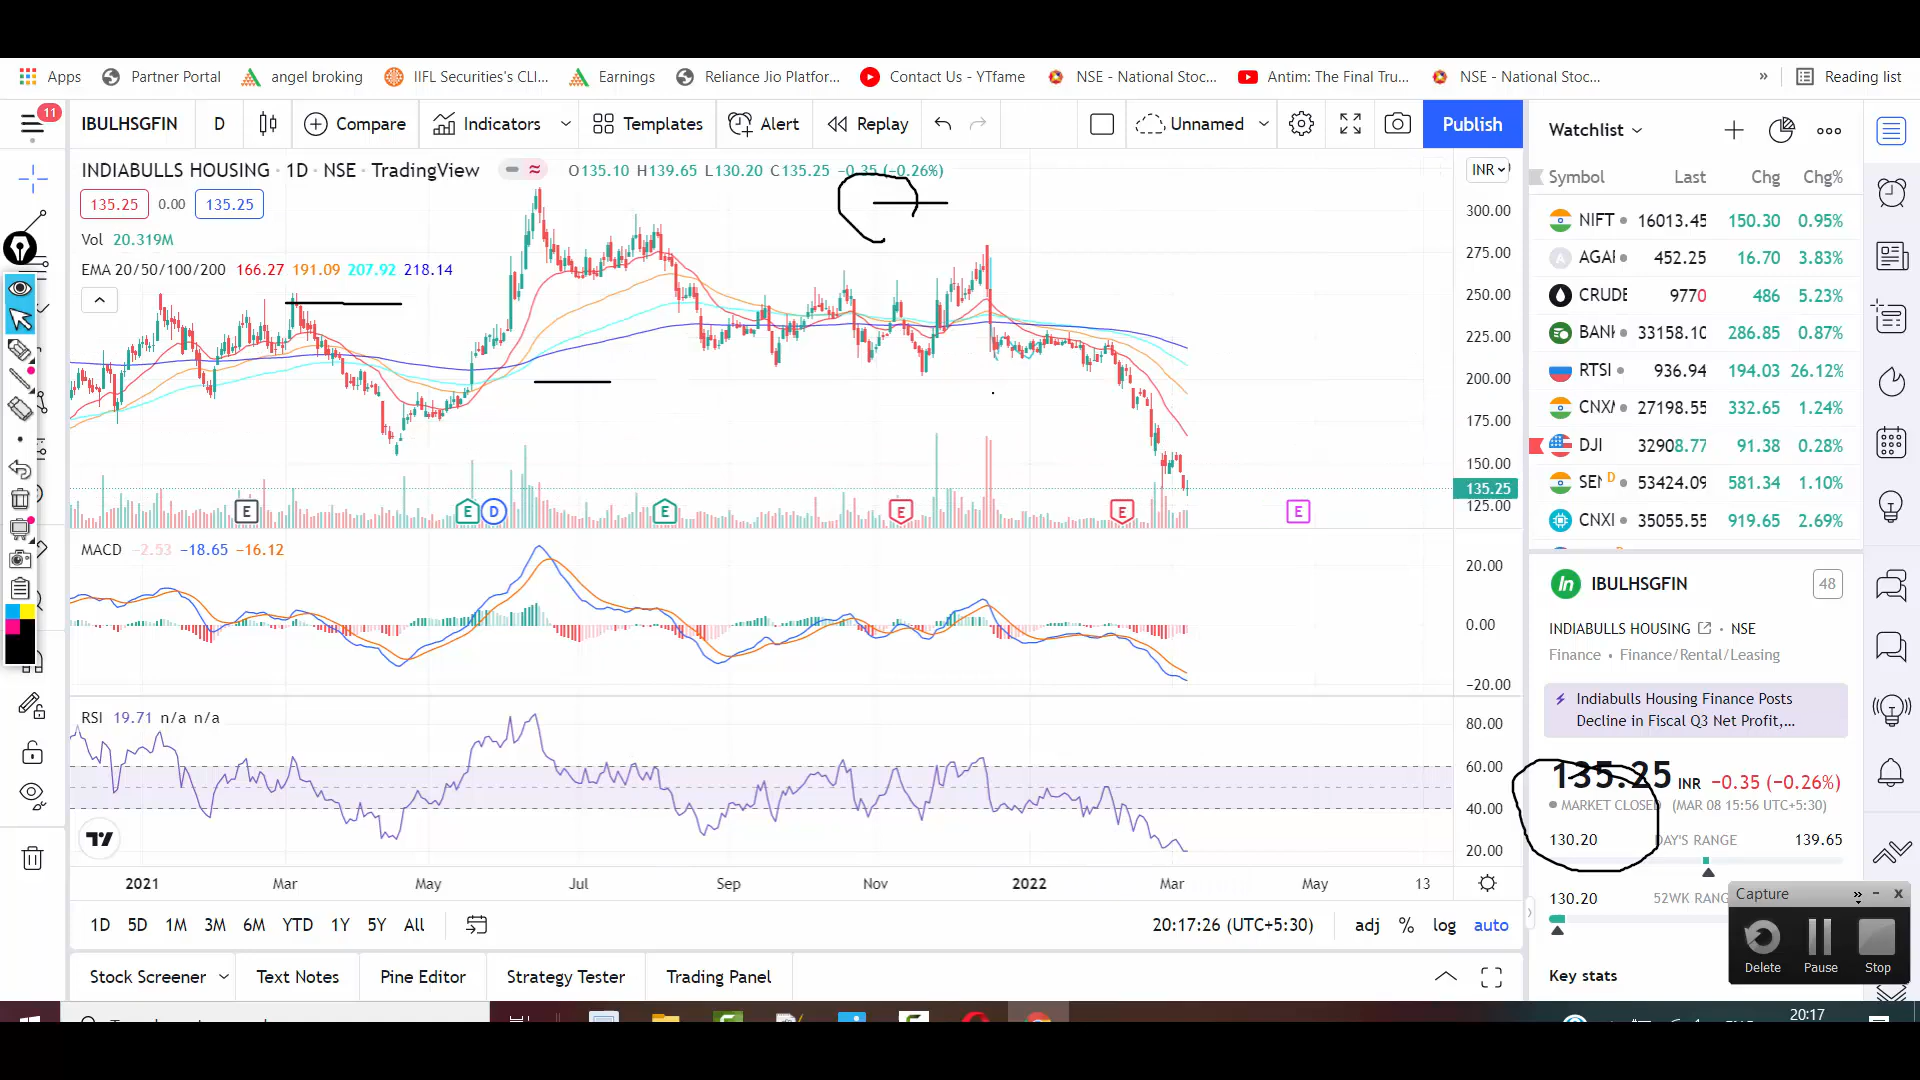 Apps Partner Portal angel broking IIFL Securities's CLI... Earnings Reliance Jio Platfor... Contact Us - YTfame NSE - National Stoc... Antim: The Final Tru... NSE - National Stoc... » Reading list
11
IBULHSGFIN D Compare Indicators Templates Alert Replay Unnamed Publish
Watchlist
INDIABULLS HOUSING · 1D · NSE · TradingView O135.10 H139.65 L130.20 C135.25 −0.35 (−0.26%)
INR
135.25 0.00 135.25
Vol 20.319M
EMA 20/50/100/200 166.27 191.09 207.92 218.14
300.00
275.00
250.00
225.00
200.00
175.00
150.00
135.25
125.00
E E D E E E E
MACD −2.53 −18.65 −16.12
20.00
0.00
−20.00
RSI 19.71 n/a n/a
80.00
60.00
40.00
20.00
2021 Mar May Jul Sep Nov 2022 Mar May 13
1D 5D 1M 3M 6M YTD 1Y 5Y All
20:17:26 (UTC+5:30) adj % log auto
Stock Screener Text Notes Pine Editor Strategy Tester Trading Panel
Symbol Last Chg Chg%
NIFT 16013.45 150.30 0.95%
AGAI 452.25 16.70 3.83%
CRUDE 9770 486 5.23%
33158.10 286.85 0.87%
RTSI 936.94 194.03 26.12%
27198.55 332.65 1.24%
DJI 32908.77 91.38 0.28%
D 53424.09 581.34 1.10%
CNXI 35055.55 919.65 2.69%
In IBULHSGFIN 48
INDIABULLS HOUSING · NSE
Finance · Finance/Rental/Leasing
Indiabulls Housing Finance Posts
Decline in Fiscal Q3 Net Profit,...
135.25 INR −0.35 (−0.26%)
MARKET CLOSED (MAR 08 15:56 UTC+5:30)
130.20 DAY'S RANGE 139.65
130.20 52WK RANG
Key stats
Capture
Delete Pause Stop
20:17